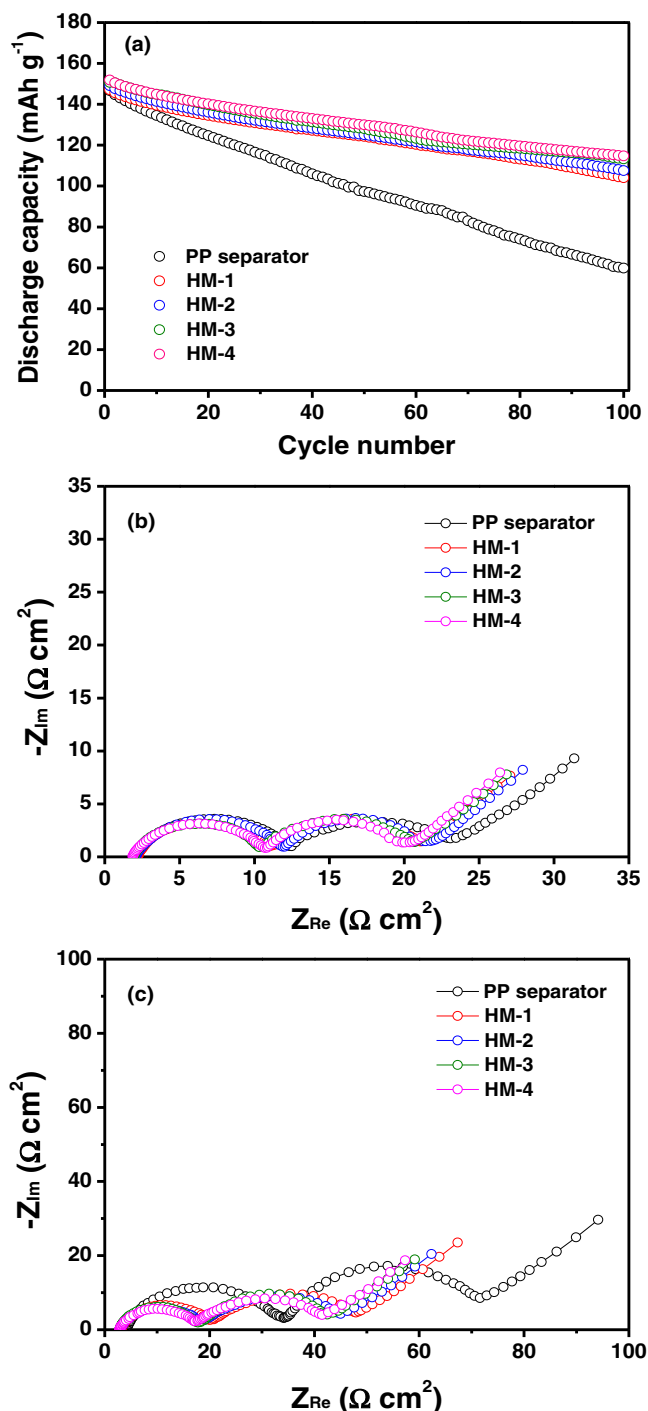 (a)
Discharge capacity (mAh g⁻¹)
180
160
140
120
100
80
60
40
20
0
PP separator
HM-1
HM-2
HM-3
HM-4
0 20 40 60 80 100
Cycle number
(b)
-Z_Im (Ω cm²)
35
30
25
20
15
10
5
0
PP separator
HM-1
HM-2
HM-3
HM-4
0 5 10 15 20 25 30 35
Z_Re (Ω cm²)
(c)
-Z_Im (Ω cm²)
100
80
60
40
20
0
PP separator
HM-1
HM-2
HM-3
HM-4
0 20 40 60 80 100
Z_Re (Ω cm²)